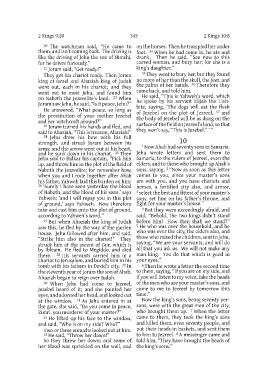 2 Kings 9:20
345
2 Kings 10:8
20 The watchman said, "He came to
them, and isn't coming back. The driving is
like the driving of Jehu the son of Nimshi,
for he drives furiously."
21 Joram said, "Get ready!"
They got his chariot ready. Then Joram
king of Israel and Ahaziah king of Judah
went out, each in his chariot; and they
went out to meet Jehu, and found him
on Naboth the Jezreelite's land. 22 When
Joram saw Jehu, he said, "Is it peace, Jehu?"
He answered, "What peace, so long as
the prostitution of your mother Jezebel
and her witchcraft abound?"
23 Joram turned his hands and fled, and
said to Ahaziah, "This is treason, Ahaziah!"
24 Jehu drew his bow with his full
strength, and struck Joram between his
arms; and the arrow went out at his heart,
and he sunk down in his chariot. 25 Then
Jehu said to Bidkar his captain, "Pick him
up, and throw him in the plot of the field of
Naboth the Jezreelite; for remember how,
when you and I rode together after Ahab
his father, Yahweh laid this burden on him:
26 'Surely I have seen yesterday the blood
of Naboth, and the blood of his sons,' says
Yahweh; 'and I will repay you in this plot
of ground,' says Yahweh. Now therefore
take and cast him onto the plot of ground,
according to Yahweh's word."
27 But when Ahaziah the king of Judah
saw this, he fled by the way of the garden
house. Jehu followed after him, and said,
"Strike him also in the chariot!" They
struck him at the ascent of Gur, which is
by Ibleam. He fled to Megiddo, and died
there. 28 His servants carried him in a
chariot to Jerusalem, and buried him in his
tomb with his fathers in David's city. 29 In
the eleventh year of Joram the son of Ahab,
Ahaziah began to reign over Judah.
30 When Jehu had come to Jezreel,
Jezebel heard of it; and she painted her
eyes, and adorned her head, and looked out
at the window. 31 As Jehu entered in at
the gate, she said, "Do you come in peace,
Zimri, you murderer of your master?"
32 He lifted up his face to the window,
and said, "Who is on my side? Who?"
Two or three eunuchs looked out at him.
33 He said, "Throw her down!"
So they threw her down; and some of
her blood was sprinkled on the wall, and
on the horses. Then he trampled her under
foot. 34 When he had come in, he ate and
drank. Then he said, "See now to this
cursed woman, and bury her; for she is a
king's daughter."
35 They went to bury her, but they found
no more of her than the skull, the feet, and
the palms of her hands. 36 Therefore they
came back, and told him.
He said, "This is Yahweh's word, which
he spoke by his servant Elijah the Tish-
bite, saying, 'The dogs will eat the flesh
of Jezebel on the plot of Jezreel, 37 and
the body of Jezebel will be as dung on the
surface of the field on Jezreel's land, so that
they won't say, "This is Jezebel."'"
10
1 Now Ahab had seventy sons in Samaria.
Jehu wrote letters and sent them to
Samaria, to the rulers of Jezreel, even the
elders, and to those who brought up Ahab's
sons, saying, 2 "Now as soon as this letter
comes to you, since your master's sons
are with you, and you have chariots and
horses, a fortified city also, and armor,
3 select the best and fittest of your master's
sons, set him on his father's throne, and
fight for your master's house."
4 But they were exceedingly afraid, and
said, "Behold, the two kings didn't stand
before him! How then shall we stand?"
5 He who was over the household, and he
who was over the city, the elders also, and
those who raised the children, sent to Jehu,
saying, "We are your servants, and will do
all that you ask us. We will not make any
man king. You do that which is good in
your eyes."
6 Then he wrote a letter the second time
to them, saying, "If you are on my side, and
if you will listen to my voice, take the heads
of the men who are your master's sons, and
come to me to Jezreel by tomorrow this
time."
Now the king's sons, being seventy per-
sons, were with the great men of the city,
who brought them up. 7 When the letter
came to them, they took the king's sons
and killed them, even seventy people, and
put their heads in baskets, and sent them
to him to Jezreel. 8 A messenger came and
told him, "They have brought the heads of
the king's sons."